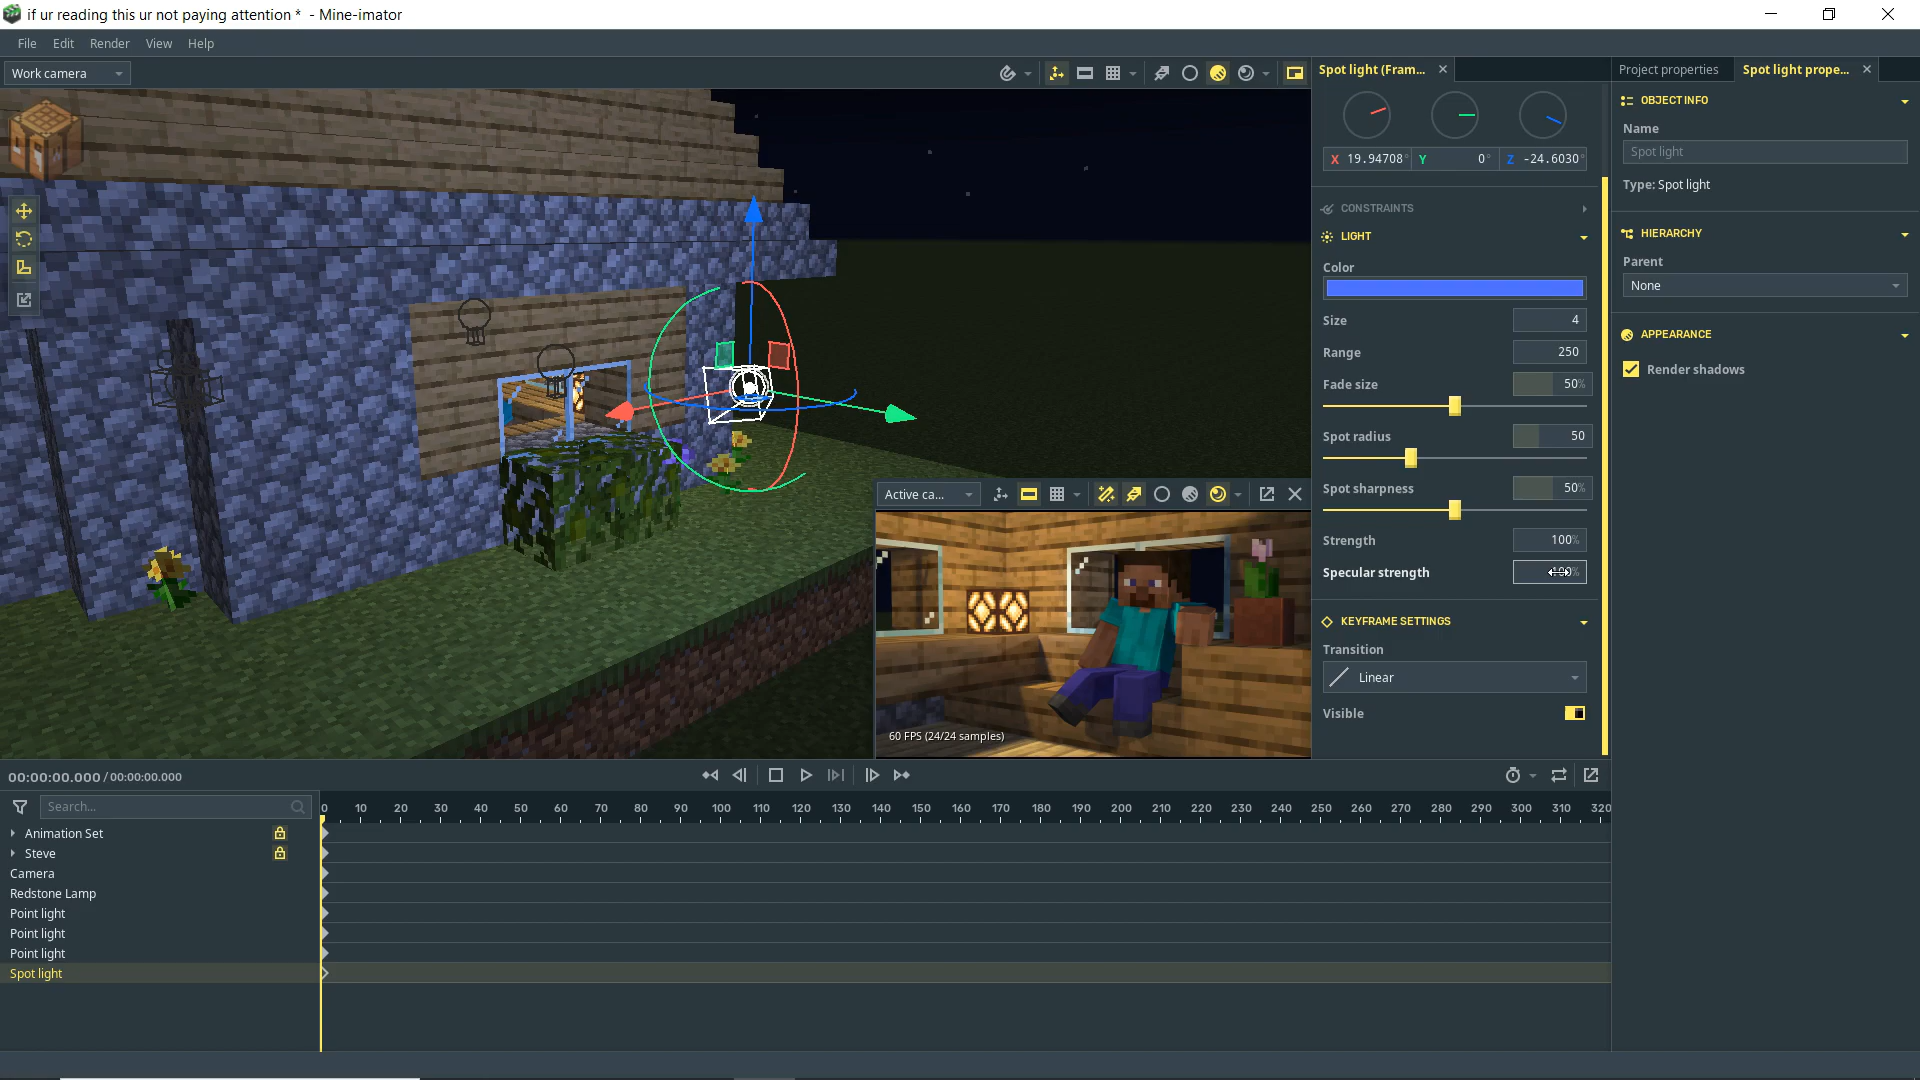 if ur reading this ur not paying attention * - Mine-imator
File Edit Render View Help
Work camera
Spot light (Fram...
Project properties
Spot light prope...
X 19.94708° Y 0° Z -24.6030°
CONSTRAINTS
LIGHT
Color
Size 4
Range 250
Fade size 50%
Spot radius 50
Spot sharpness 50%
Strength 100%
Specular strength 100%
KEYFRAME SETTINGS
Transition
Linear
Visible
OBJECT INFO
Name
Spot light
Type: Spot light
HIERARCHY
Parent
None
APPEARANCE
Render shadows
Active ca...
60 FPS (24/24 samples)
00:00:00.000 / 00:00:00.000
Search...
0 10 20 30 40 50 60 70 80 90 100 110 120 130 140 150 160 170 180 190 200 210 220 230 240 250 260 270 280 290 300 310 320
Animation Set
Steve
Camera
Redstone Lamp
Point light
Point light
Point light
Spot light